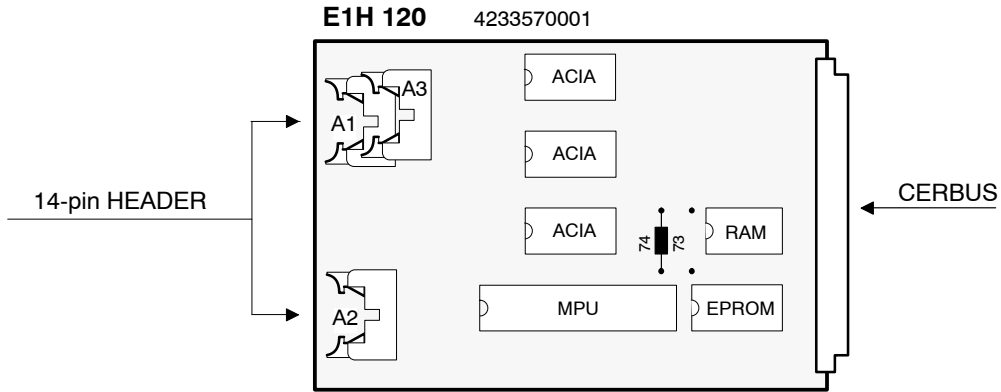 E1H 120 4233570001
ACIA
A3
A1
ACIA
14-pin HEADER
CERBUS
ACIA
74
73
RAM
A2
MPU
EPROM